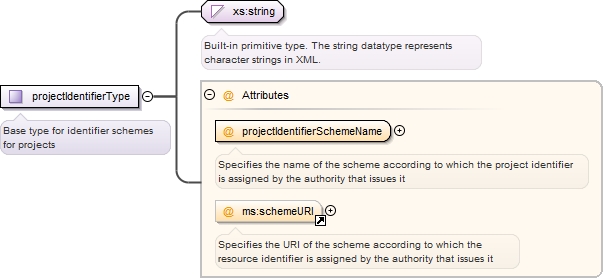 xs:string
Built-in primitive type. The string datatype represents
character strings in XML.
projectIdentifierType
Base type for identifier schemes
for projects
@ Attributes
@ projectIdentifierSchemeName
Specifies the name of the scheme according to which the project identifier
is assigned by the authority that issues it
@ ms:schemeURI
Specifies the URI of the scheme according to which the
resource identifier is assigned by the authority that issues it